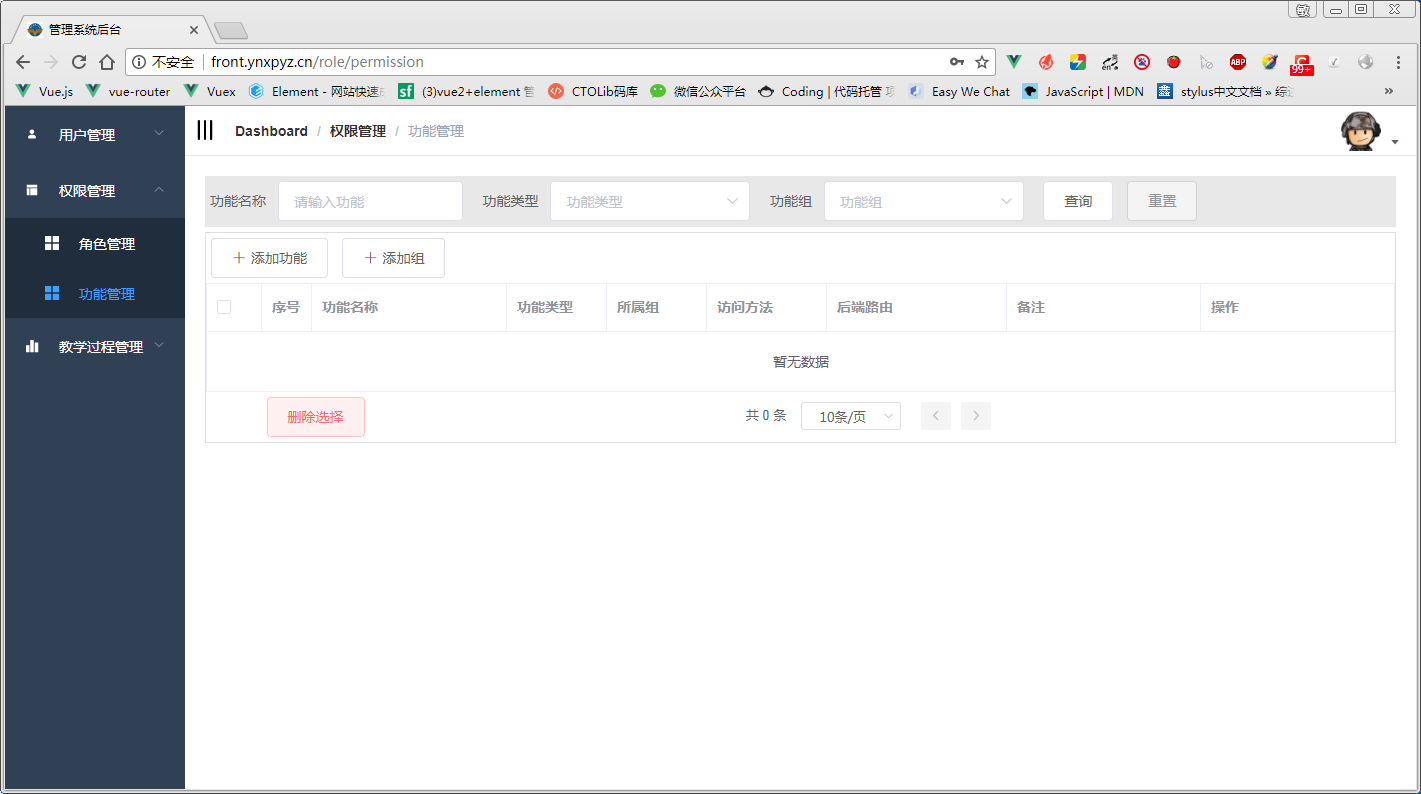 敏
管理系统后台
不安全 front.ynxpyz.cn/role/permission
en
ABP
99+
Vue.js vue-router Vuex Element - 网站快速 sf (3)vue2+element 管 CTOLib码库 微信公众平台 Coding | 代码托管 Easy We Chat JavaScript | MDN 鑫 stylus中文文档 » 综 »
用户管理
权限管理
角色管理
功能管理
教学过程管理
Dashboard / 权限管理 / 功能管理
功能名称 请输入功能 功能类型 功能类型 功能组 功能组 查询 重置
添加功能 添加组
序号 功能名称 功能类型 所属组 访问方法 后端路由 备注 操作
暂无数据
删除选择 共 0 条 10条/页